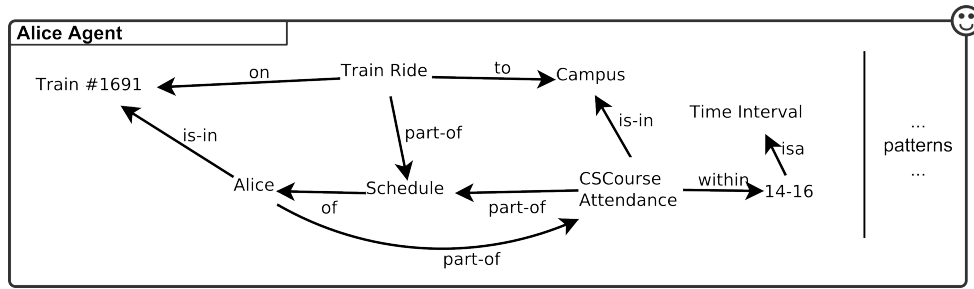 Alice Agent
Train #1691
on
Train Ride
to
Campus
is-in
part-of
is-in
Time Interval
isa
...
patterns
...
Alice
of
Schedule
part-of
CSCourse
Attendance
within
14-16
part-of